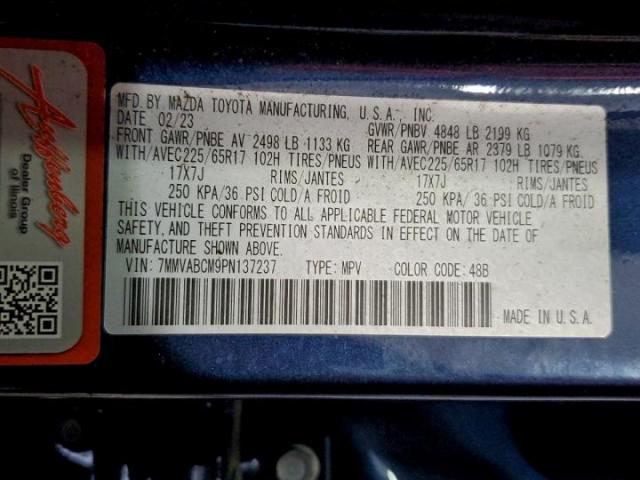 Auffenberg
Dealer Group
of Illinois
MFD. BY MAZDA TOYOTA MANUFACTURING, U.S.A., INC.
DATE 02/23 GVWR/PNBV 4848 LB 2199 KG
FRONT GAWR/PNBE AV 2498 LB 1133 KG REAR GAWR/PNBE AR 2379 LB 1079 KG
WITH/AVEC225/65R17 102H TIRES/PNEUS WITH/AVEC225/65R17 102H TIRES/PNEUS
17X7J RIMS/JANTES 17X7J RIMS/JANTES
250 KPA/36 PSI COLD/A FROID 250 KPA/36 PSI COLD/A FROID
THIS VEHICLE CONFORMS TO ALL APPLICABLE FEDERAL MOTOR VEHICLE
SAFETY, AND THEFT PREVENTION STANDARDS IN EFFECT ON THE DATE OF
MANUFACTURE SHOWN ABOVE.
VIN: 7MMVABCM9PN137237 TYPE: MPV COLOR CODE: 48B
MADE IN U.S.A.